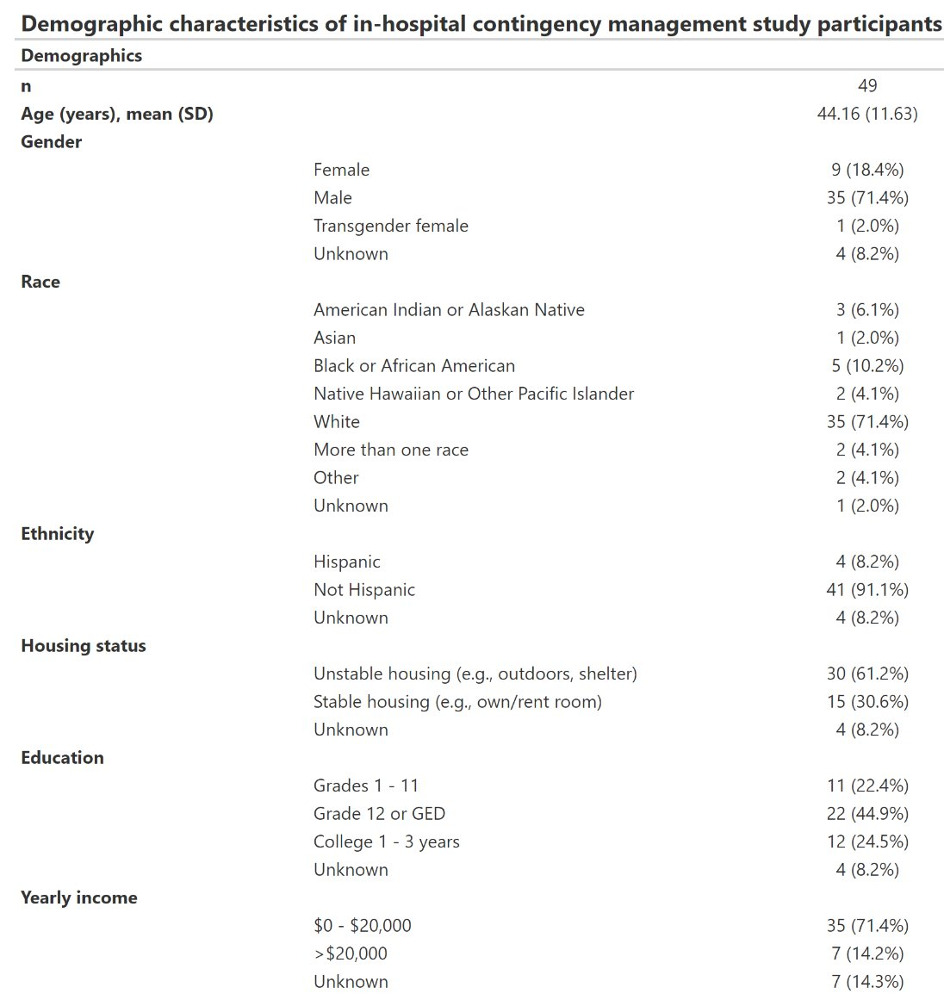 Demographic characteristics of in-hospital contingency management study participants
Demographics
n 49
Age (years), mean (SD) 44.16 (11.63)
Gender
Female 9 (18.4%)
Male 35 (71.4%)
Transgender female 1 (2.0%)
Unknown 4 (8.2%)
Race
American Indian or Alaskan Native 3 (6.1%)
Asian 1 (2.0%)
Black or African American 5 (10.2%)
Native Hawaiian or Other Pacific Islander 2 (4.1%)
White 35 (71.4%)
More than one race 2 (4.1%)
Other 2 (4.1%)
Unknown 1 (2.0%)
Ethnicity
Hispanic 4 (8.2%)
Not Hispanic 41 (91.1%)
Unknown 4 (8.2%)
Housing status
Unstable housing (e.g., outdoors, shelter) 30 (61.2%)
Stable housing (e.g., own/rent room) 15 (30.6%)
Unknown 4 (8.2%)
Education
Grades 1 - 11 11 (22.4%)
Grade 12 or GED 22 (44.9%)
College 1 - 3 years 12 (24.5%)
Unknown 4 (8.2%)
Yearly income
$0 - $20,000 35 (71.4%)
>$20,000 7 (14.2%)
Unknown 7 (14.3%)